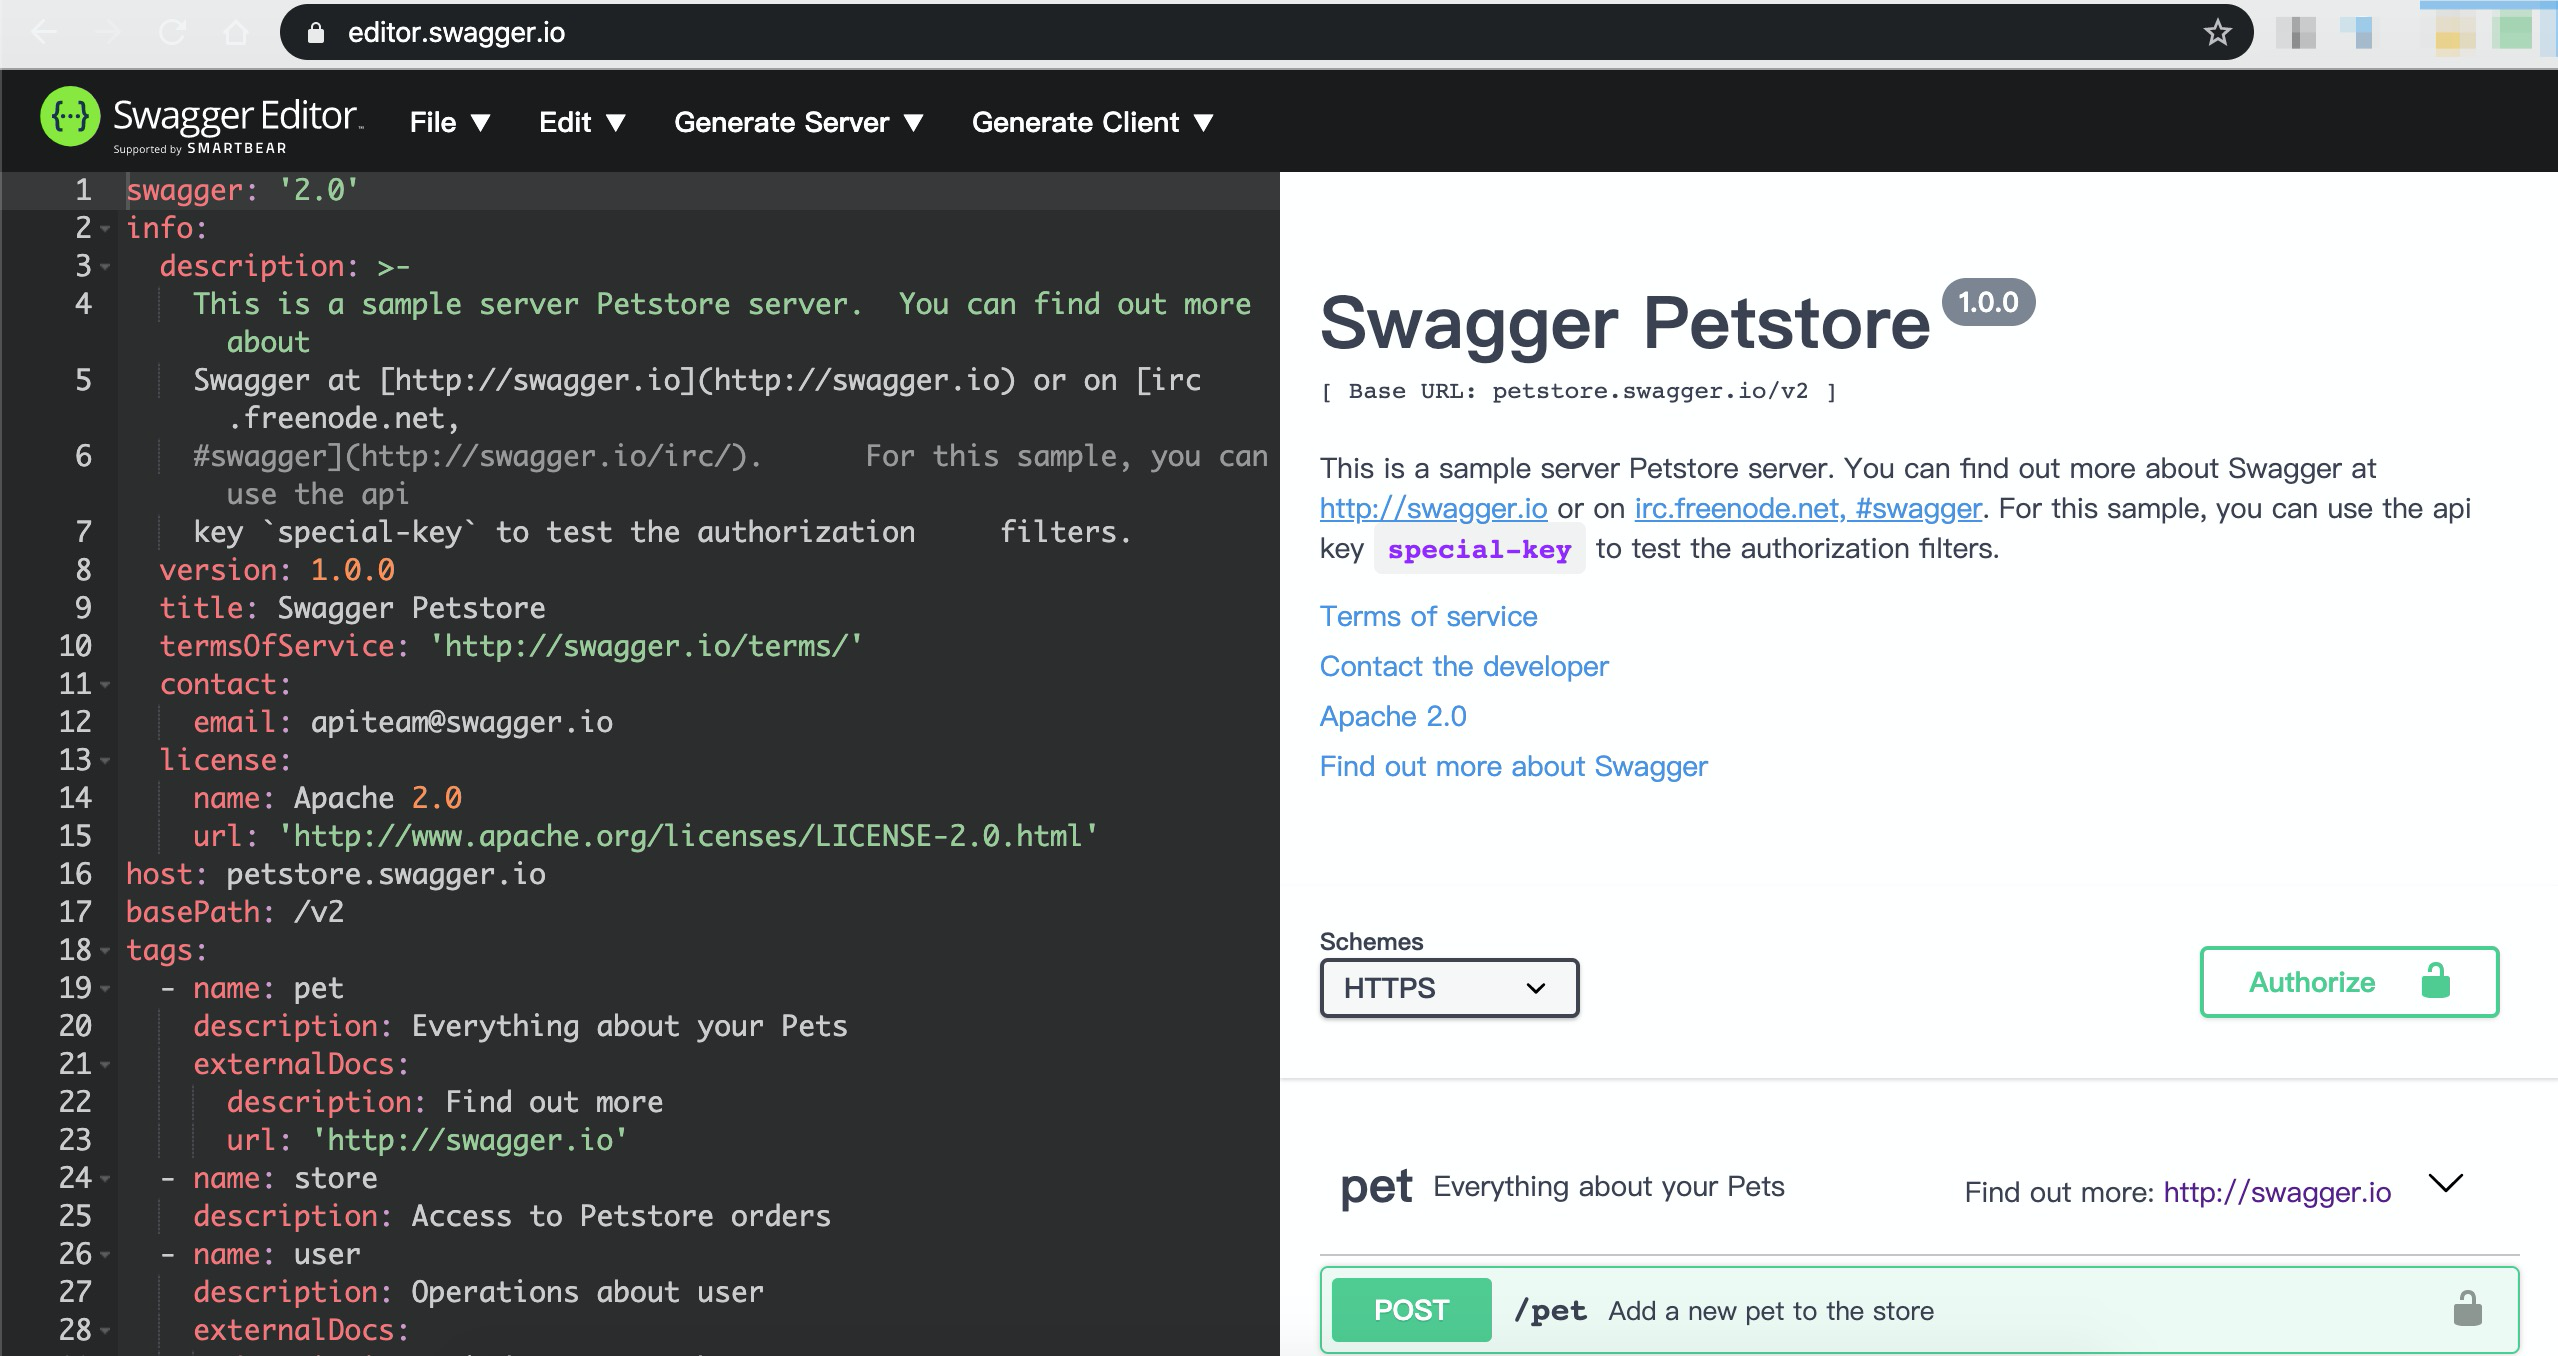 editor.swagger.io
Swagger Editor
Supported by SMARTBEAR
File ▼ Edit ▼ Generate Server ▼ Generate Client ▼
1 swagger: '2.0'
2 info:
3 description: >-
4 This is a sample server Petstore server.  You can find out more
about
5 Swagger at [http://swagger.io](http://swagger.io) or on [irc
.freenode.net,
6 #swagger](http://swagger.io/irc/).      For this sample, you can
use the api
7 key `special-key` to test the authorization     filters.
8 version: 1.0.0
9 title: Swagger Petstore
10 termsOfService: 'http://swagger.io/terms/'
11 contact:
12 email: apiteam@swagger.io
13 license:
14 name: Apache 2.0
15 url: 'http://www.apache.org/licenses/LICENSE-2.0.html'
16 host: petstore.swagger.io
17 basePath: /v2
18 tags:
19 - name: pet
20 description: Everything about your Pets
21 externalDocs:
22 description: Find out more
23 url: 'http://swagger.io'
24 - name: store
25 description: Access to Petstore orders
26 - name: user
27 description: Operations about user
28 externalDocs:
Swagger Petstore 1.0.0
[ Base URL: petstore.swagger.io/v2 ]
This is a sample server Petstore server. You can find out more about Swagger at
http://swagger.io or on irc.freenode.net, #swagger. For this sample, you can use the api
key special-key to test the authorization filters.
Terms of service
Contact the developer
Apache 2.0
Find out more about Swagger
Schemes
HTTPS
Authorize
pet Everything about your Pets
Find out more: http://swagger.io
POST /pet Add a new pet to the store